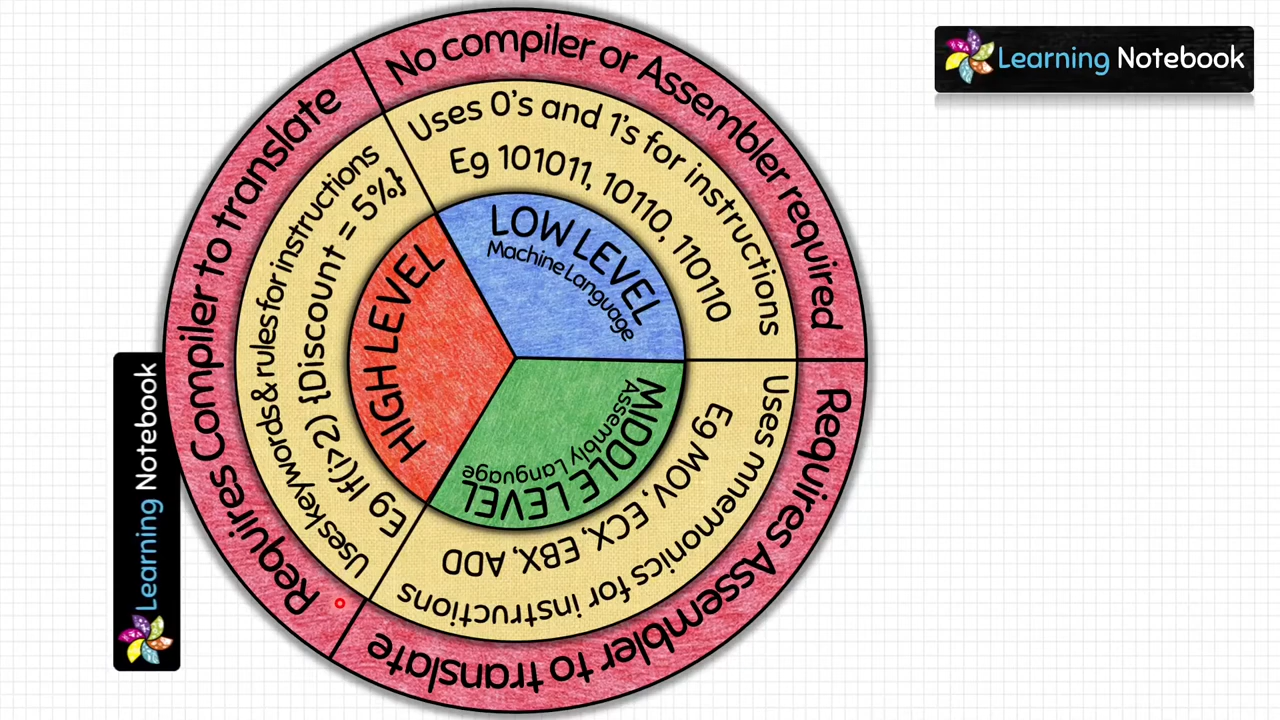 No compiler or Assembler required
Uses 0's and 1's for instructions
Eg 101011, 10110, 110110
LOW LEVEL
Machine Language
Requires Assembler to translate
Uses mnemonics for instructions
Eg MOV, ECX, EBX, ADD
MIDDLE LEVEL
Assembly Language
Requires Compiler to translate
Uses keywords & rules for instructions
Eg If(i>2) {Discount = 5%}
HIGH LEVEL
Learning Notebook
Learning Notebook